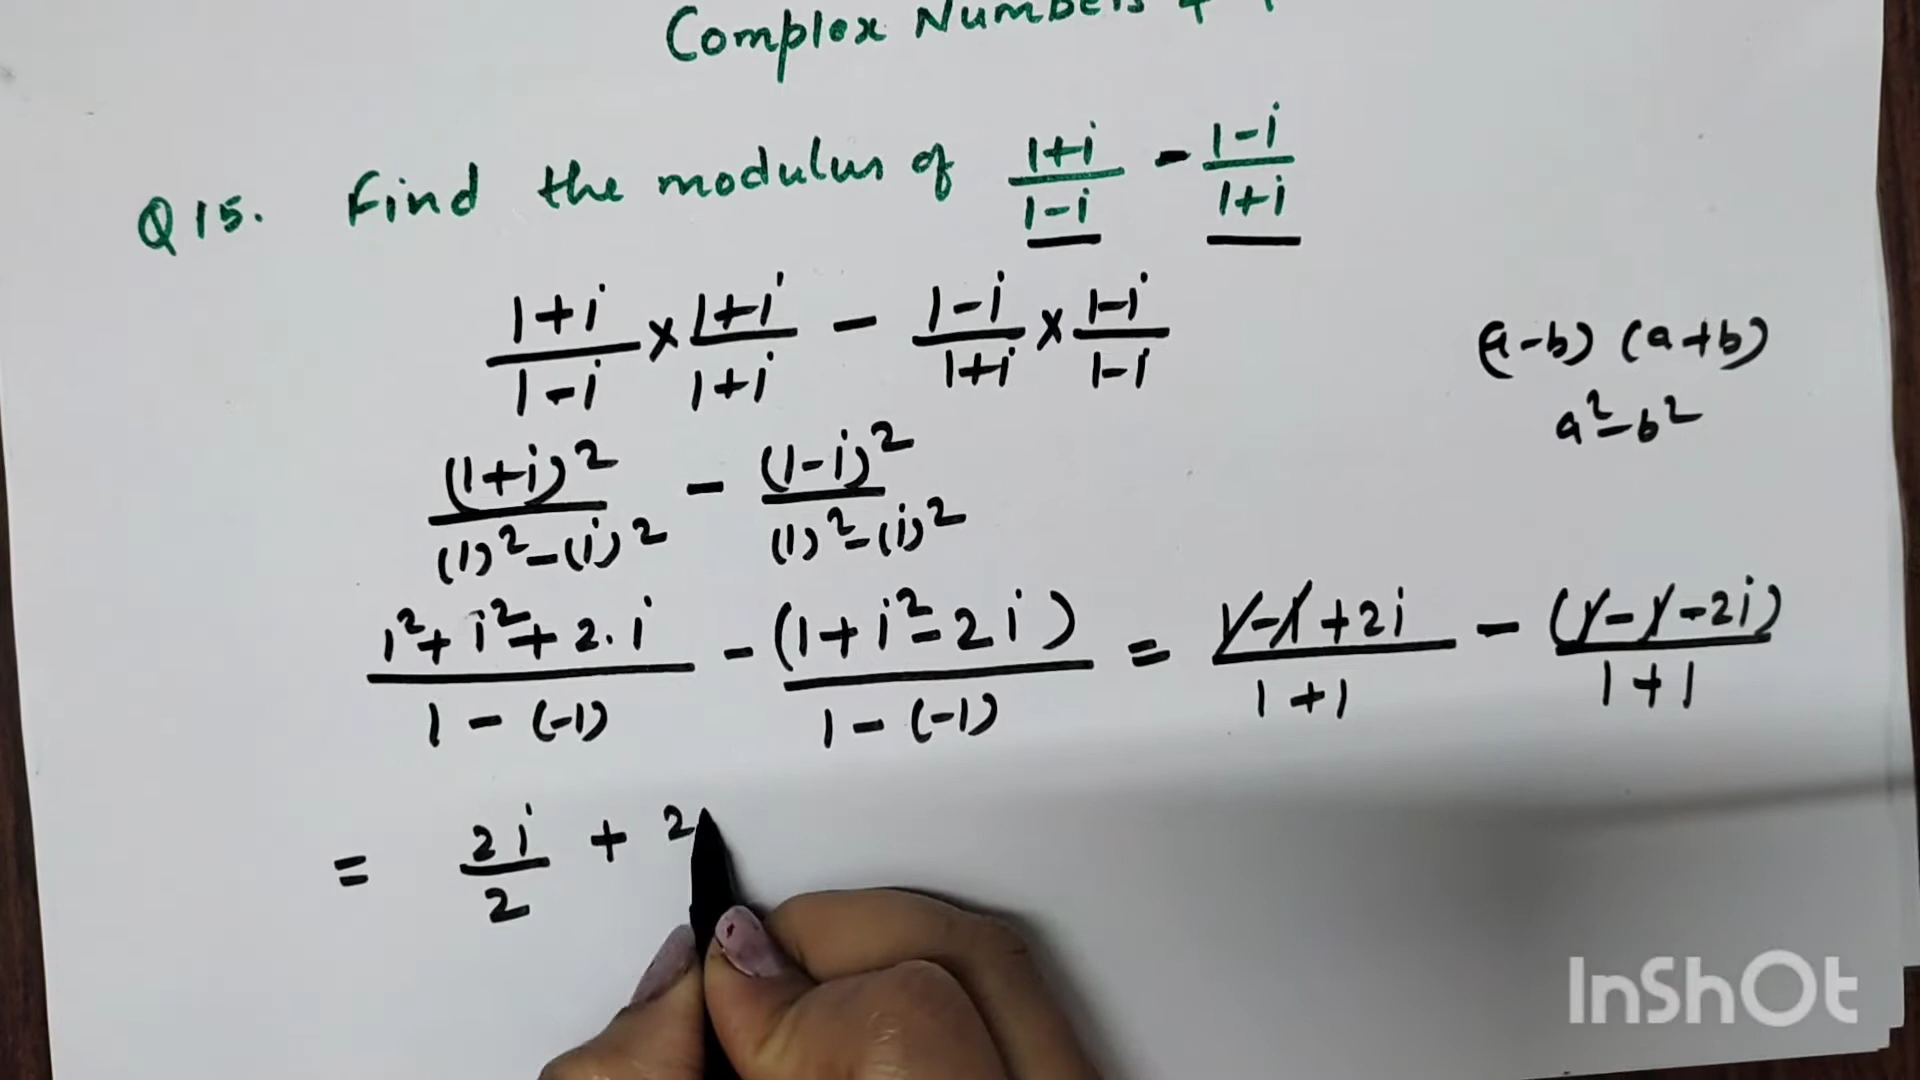 Complex Numbers
Q15. Find the modulus of (1+i)/(1-i) - (1-i)/(1+i)
(1+i)/(1-i) × (1+i)/(1+i) - (1-i)/(1+i) × (1-i)/(1-i)
(a-b) (a+b)
a²-b²
(1+i)²/((1)²-(i)²) - (1-i)²/((1)²-(i)²)
(1²+i²+2.i)/(1-(-1)) - (1+i²-2i)/(1-(-1)) = (1-1+2i)/(1+1) - (1-1-2i)/(1+1)
= 2i/2 + 2
InShOt